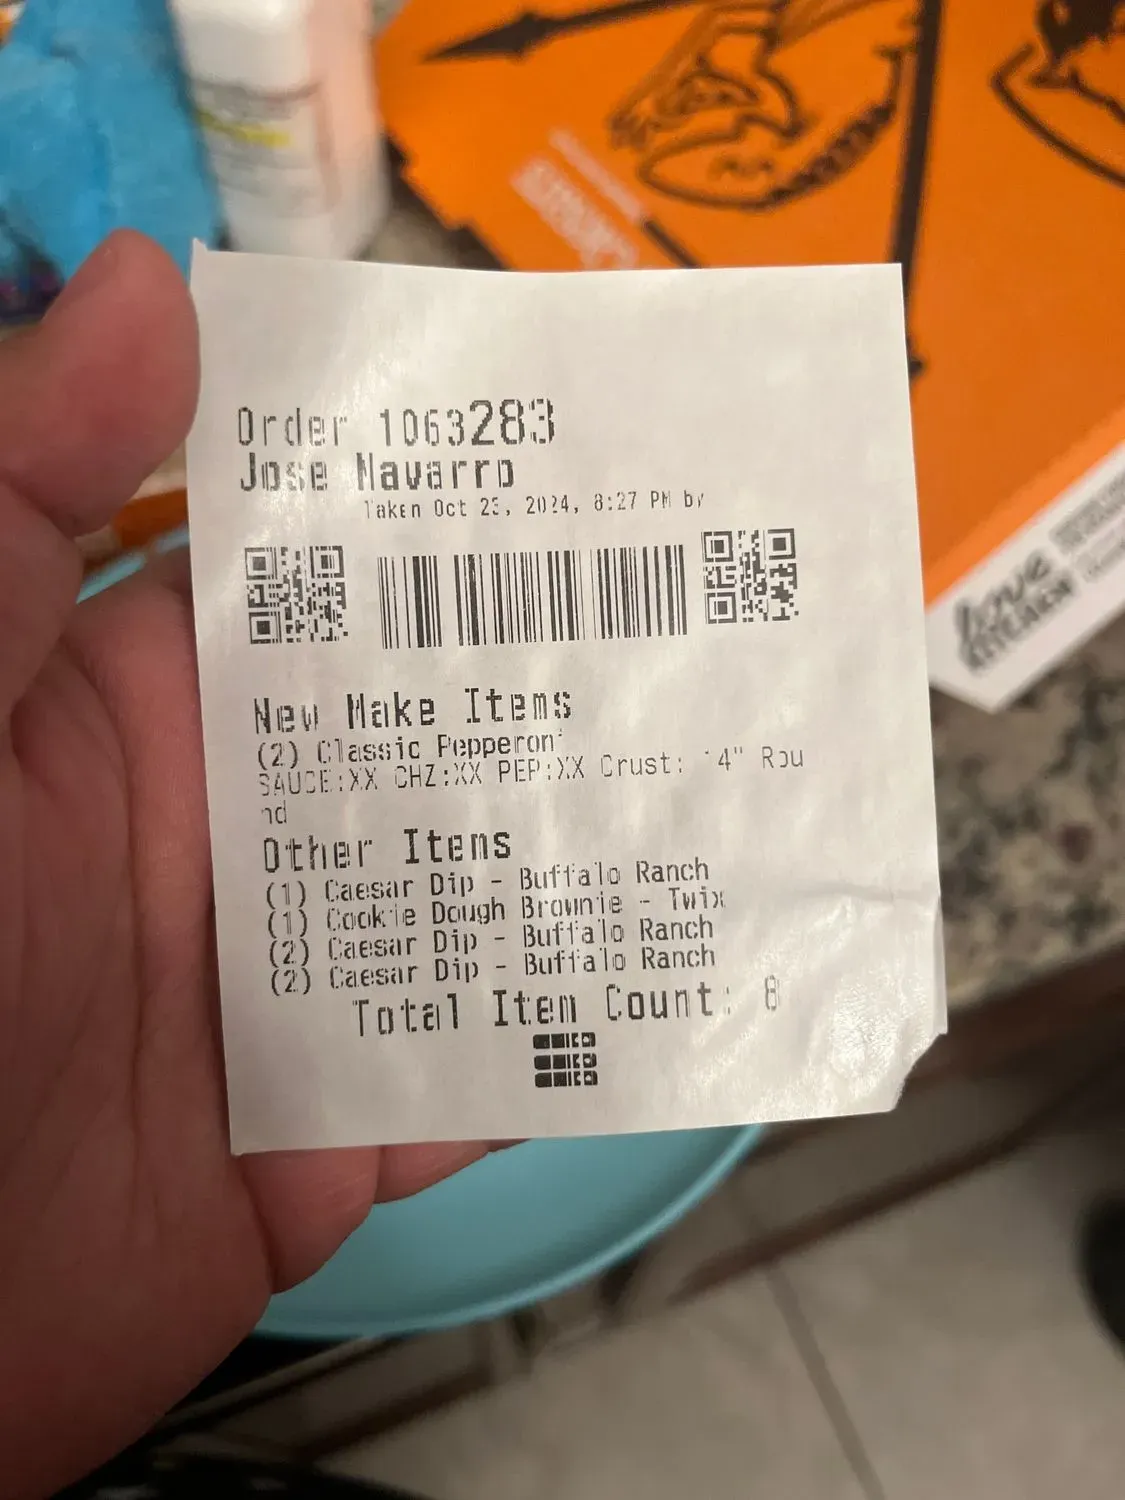 Order 1063283
Jose Navarro
Taken Oct 23, 2024, 8:27 PM by
New Make Items
(2) Classic Pepperoni
SAUCE:XX CHZ:XX PEP:XX Crust: 14" Rou
nd
Other Items
(1) Caesar Dip - Buffalo Ranch
(1) Cookie Dough Brownie - Twix
(2) Caesar Dip - Buffalo Ranch
(2) Caesar Dip - Buffalo Ranch
Total Item Count: 8
love
KITCHEN